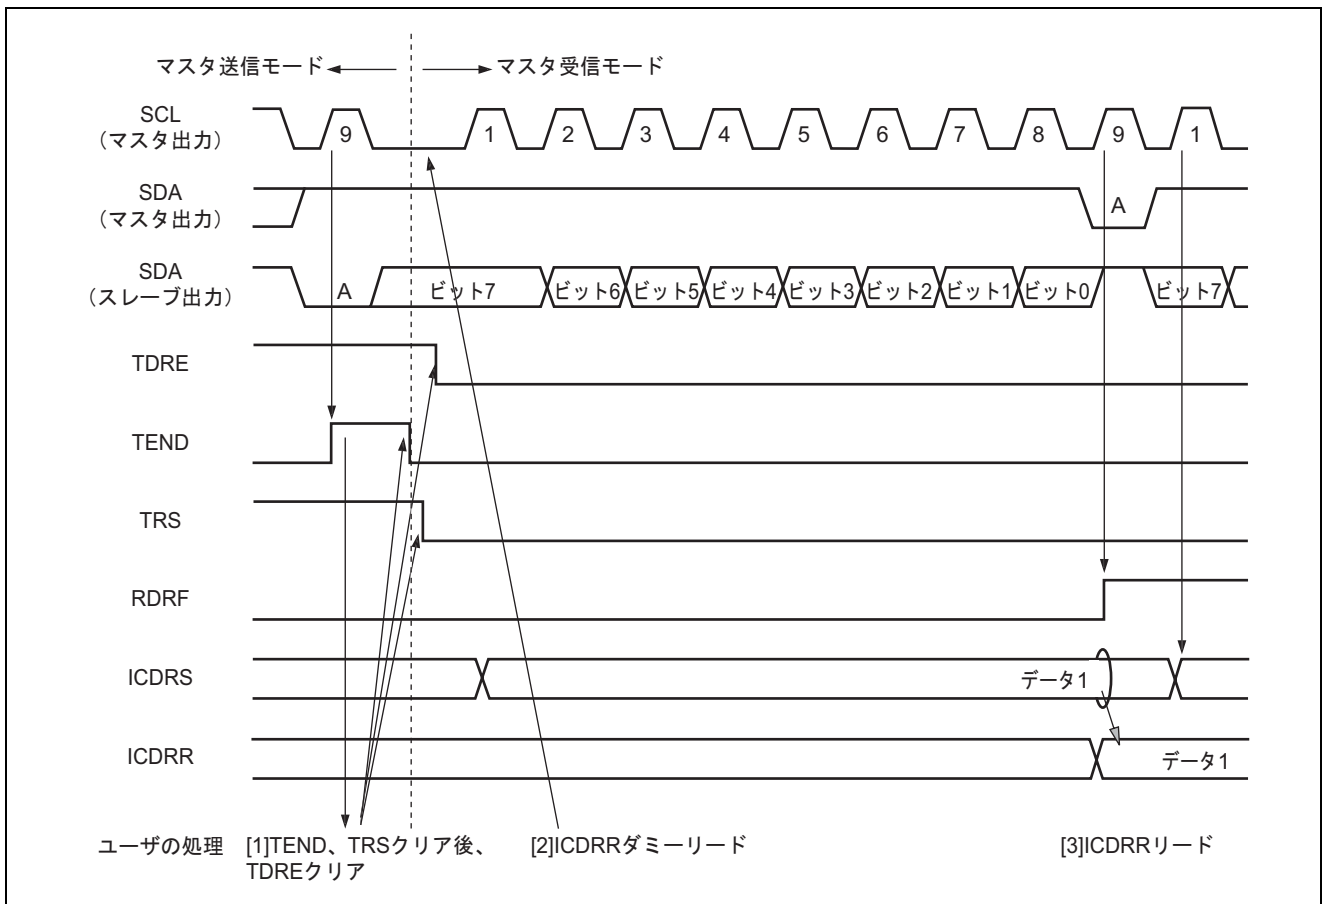 マスタ送信モード マスタ受信モード
SCL
(マスタ出力)
9 1 2 3 4 5 6 7 8 9 1
SDA
(マスタ出力)
A
SDA
(スレーブ出力)
A ビット7 ビット6 ビット5 ビット4 ビット3 ビット2 ビット1 ビット0 ビット7
TDRE
TEND
TRS
RDRF
ICDRS
データ1
ICDRR
データ1
ユーザの処理 [1]TEND、TRSクリア後、 [2]ICDRRダミーリード [3]ICDRRリード
TDREクリア